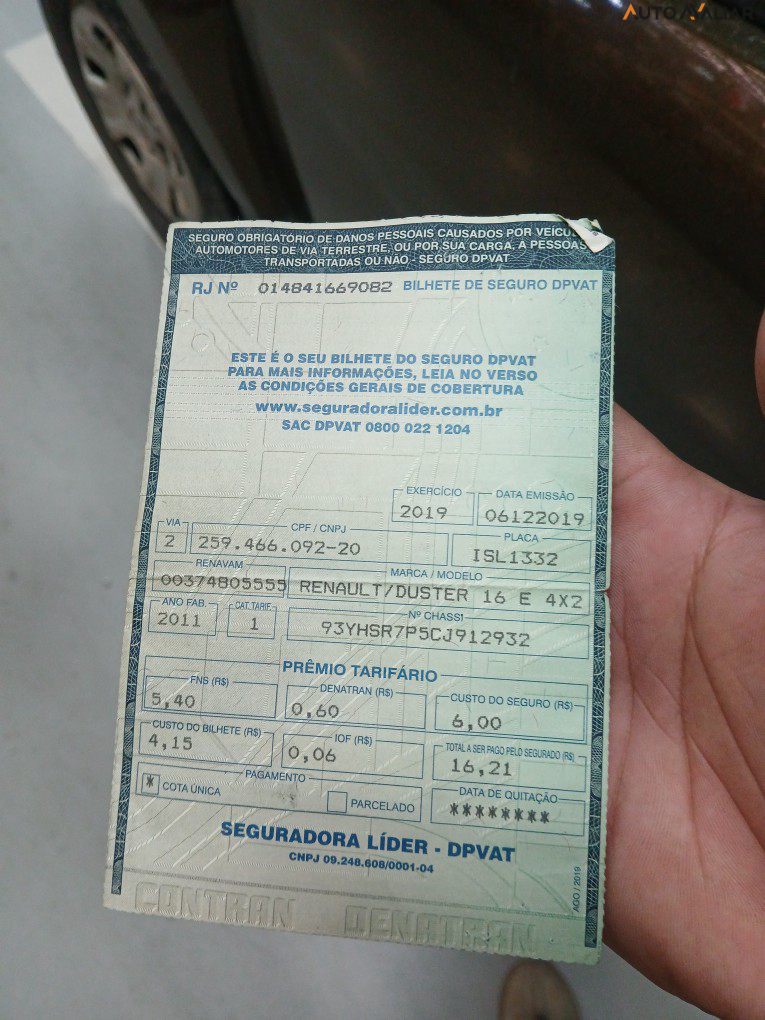 AUTOAVALIAR
SEGURO OBRIGATÓRIO DE DANOS PESSOAIS CAUSADOS POR VEÍCUL
AUTOMOTORES DE VIA TERRESTRE, OU POR SUA CARGA, À PESSOAS
TRANSPORTADAS OU NÃO - SEGURO DPVAT
RJ Nº 014841669082 BILHETE DE SEGURO DPVAT
ESTE É O SEU BILHETE DO SEGURO DPVAT
PARA MAIS INFORMAÇÕES, LEIA NO VERSO
AS CONDIÇÕES GERAIS DE COBERTURA
www.seguradoralider.com.br
SAC DPVAT 0800 022 1204
EXERCÍCIO DATA EMISSÃO
2019 06122019
VIA CPF / CNPJ PLACA
2 259.466.092-20 ISL1332
RENAVAM MARCA / MODELO
00374805555 RENAULT/DUSTER 16 E 4X2
ANO FAB. CAT. TARIF. Nº CHASSI
2011 1 93YHSR7P5CJ912932
PRÊMIO TARIFÁRIO
FNS (R$) DENATRAN (R$) CUSTO DO SEGURO (R$)
5,40 0,60 6,00
CUSTO DO BILHETE (R$) IOF (R$) TOTAL A SER PAGO PELO SEGURADO (R$)
4,15 0,06 16,21
PAGAMENTO DATA DE QUITAÇÃO
* COTA ÚNICA PARCELADO ********
SEGURADORA LÍDER - DPVAT
CNPJ 09.248.608/0001-04
AGO / 2019
CONTRAN DENATRAN